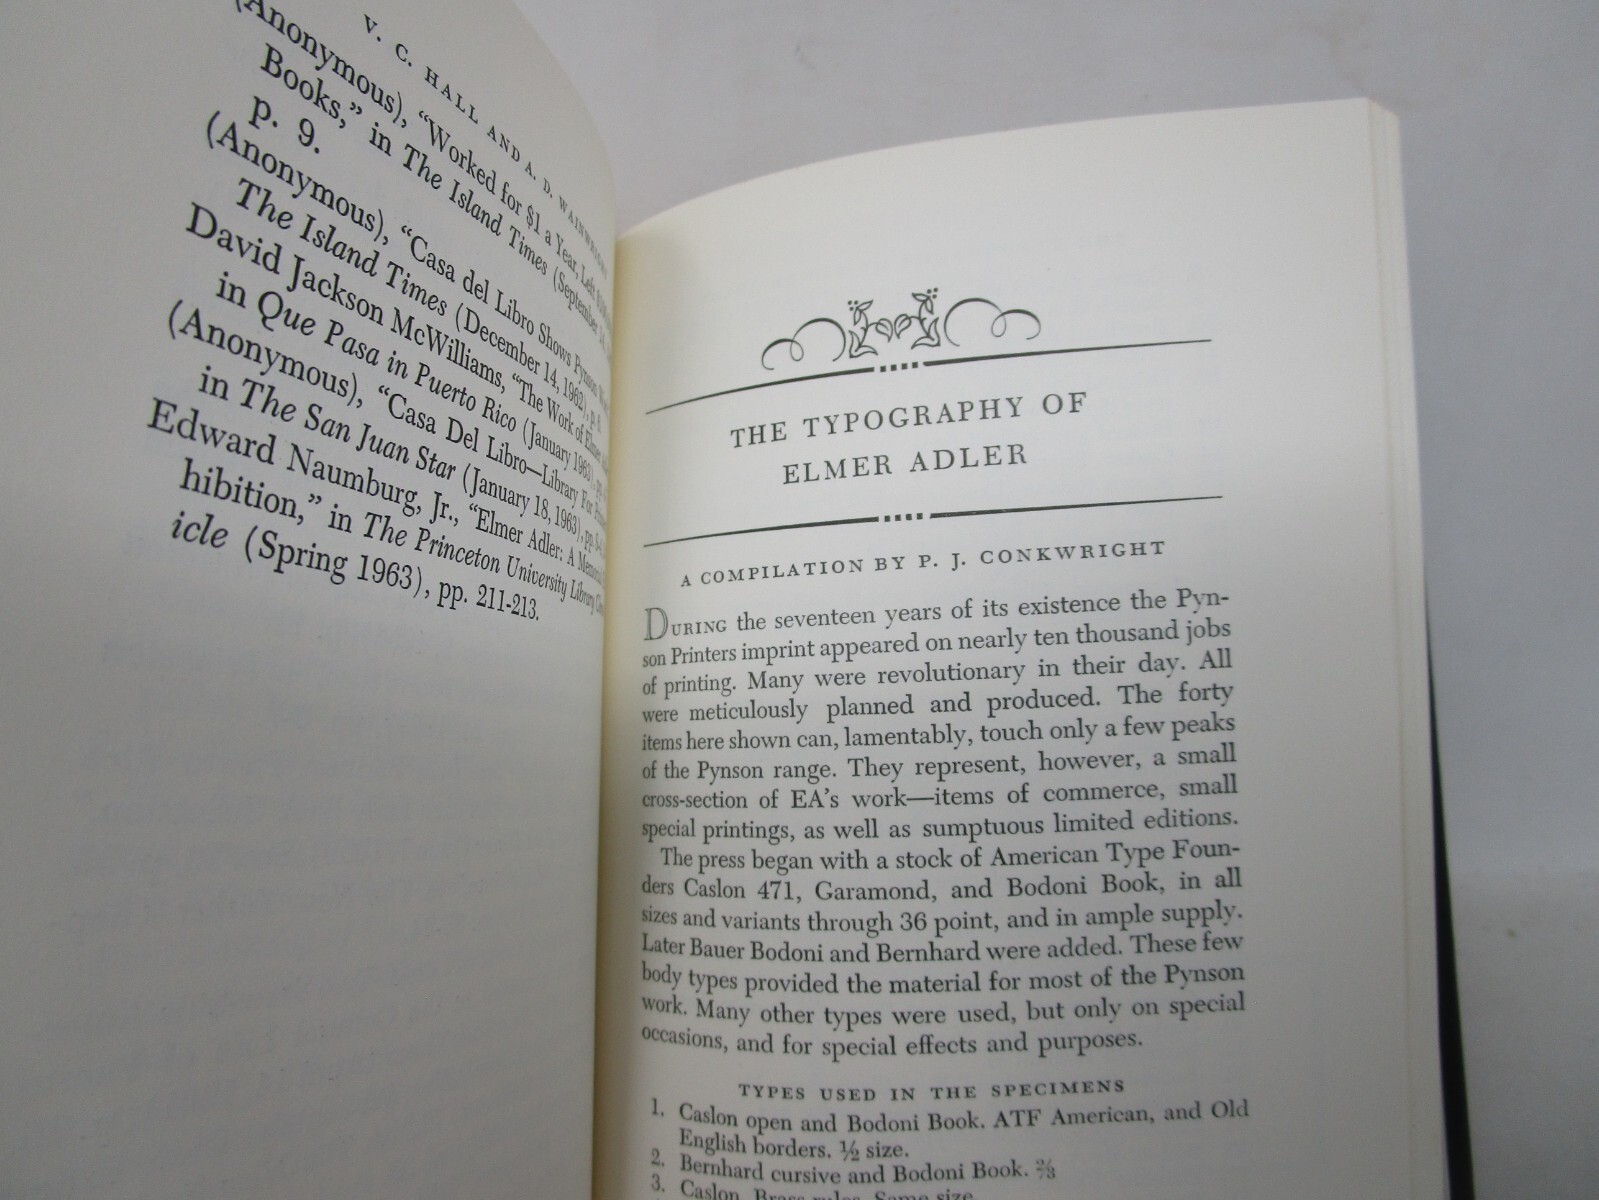 V. C. HALL AND A. D. WAINWRIGHT
(Anonymous), “Worked for $1 a Year, Left
Books,” in The Island Times (September
p. 9.
(Anonymous), “Casa del Libro Shows Pynson
The Island Times (December 14, 1962), p. 8.
David Jackson McWilliams, “The Work of Elmer
in Que Pasa in Puerto Rico (January 1963), pp.
(Anonymous), “Casa Del Libro—Library For
in The San Juan Star (January 18, 1963), pp.
Edward Naumburg, Jr., “Elmer Adler: A Memorial
hibition,” in The Princeton University Library
icle (Spring 1963), pp. 211-213.
THE TYPOGRAPHY OF
ELMER ADLER
A COMPILATION BY P. J. CONKWRIGHT
DURING the seventeen years of its existence the Pyn-
son Printers imprint appeared on nearly ten thousand jobs
of printing. Many were revolutionary in their day. All
were meticulously planned and produced. The forty
items here shown can, lamentably, touch only a few peaks
of the Pynson range. They represent, however, a small
cross-section of EA’s work—items of commerce, small
special printings, as well as sumptuous limited editions.
The press began with a stock of American Type Foun-
ders Caslon 471, Garamond, and Bodoni Book, in all
sizes and variants through 36 point, and in ample supply.
Later Bauer Bodoni and Bernhard were added. These few
body types provided the material for most of the Pynson
work. Many other types were used, but only on special
occasions, and for special effects and purposes.
TYPES USED IN THE SPECIMENS
1. Caslon open and Bodoni Book. ATF American, and Old
English borders. ½ size.
2. Bernhard cursive and Bodoni Book. ⅔
3. Caslon. Brass rules. Same size.